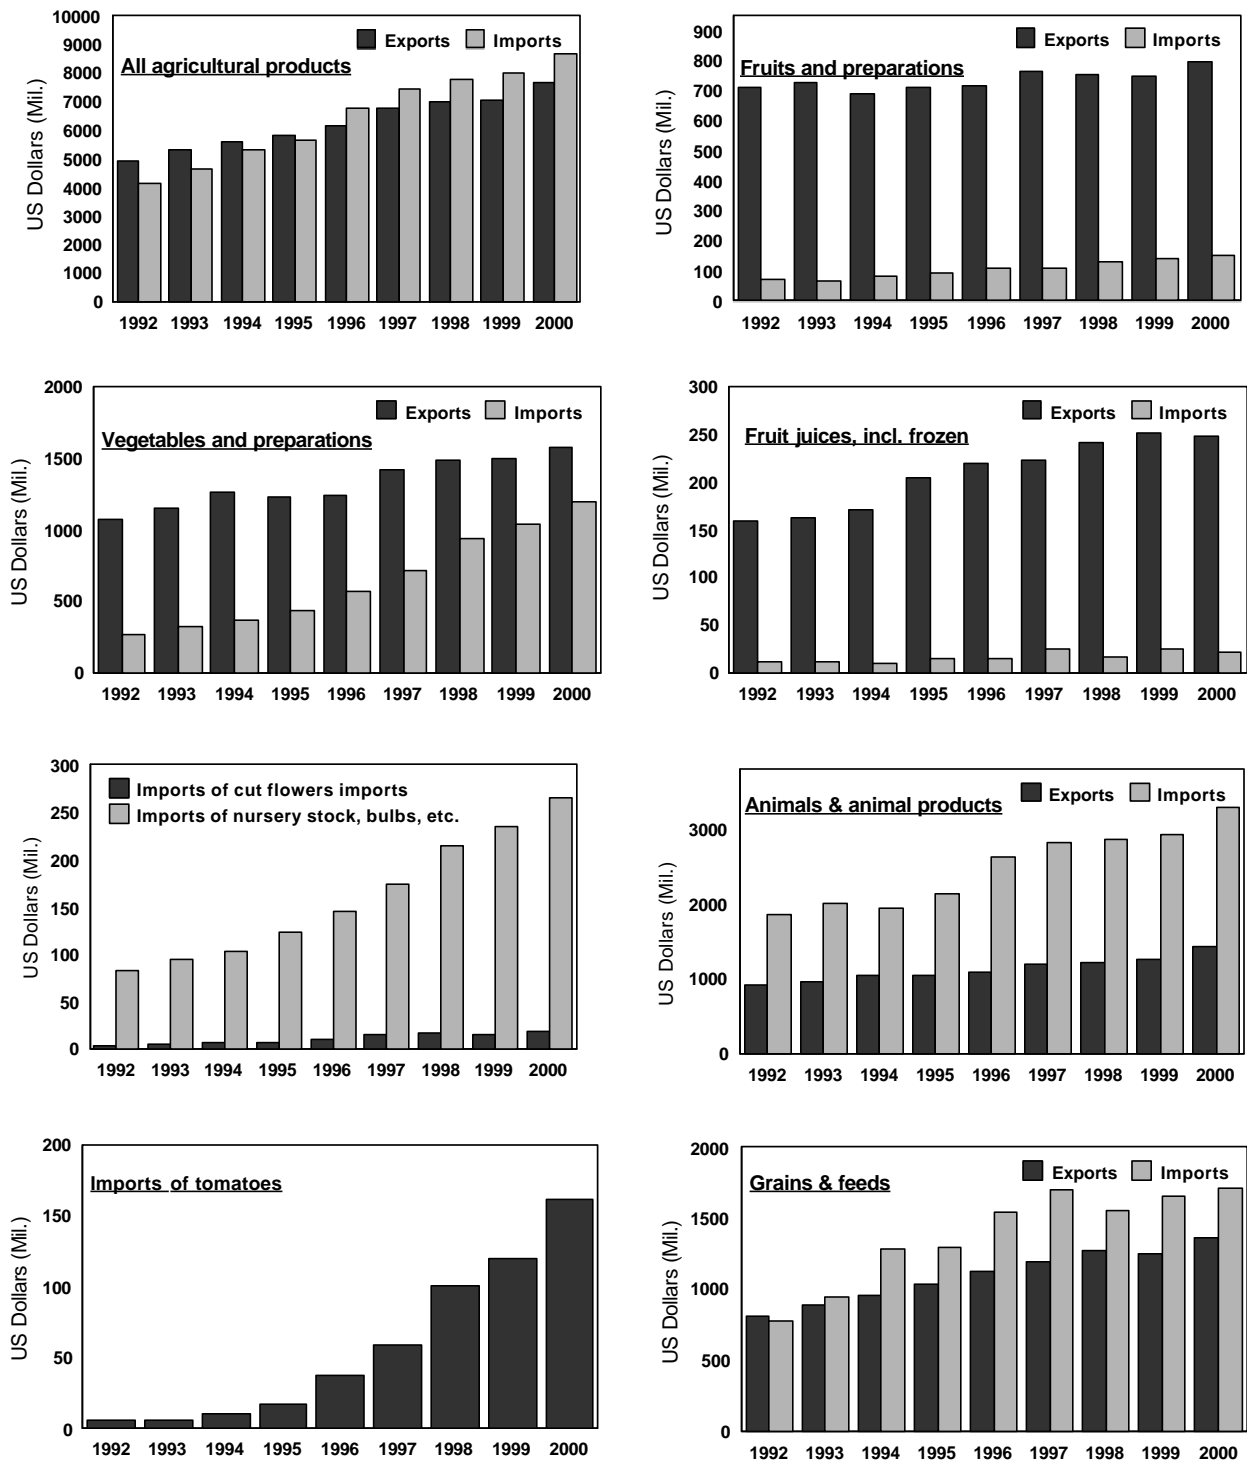 10000
9000
8000
7000
6000
5000
4000
3000
2000
1000
0
US Dollars (Mil.)
Exports Imports
All agricultural products
1992 1993 1994 1995 1996 1997 1998 1999 2000
900
800
700
600
500
400
300
200
100
0
US Dollars (Mil.)
Exports Imports
Fruits and preparations
1992 1993 1994 1995 1996 1997 1998 1999 2000
2000
1500
1000
500
0
US Dollars (Mil.)
Exports Imports
Vegetables and preparations
1992 1993 1994 1995 1996 1997 1998 1999 2000
300
250
200
150
100
50
0
US Dollars (Mil.)
Exports Imports
Fruit juices, incl. frozen
1992 1993 1994 1995 1996 1997 1998 1999 2000
300
250
200
150
100
50
0
US Dollars (Mil.)
Imports of cut flowers imports
Imports of nursery stock, bulbs, etc.
1992 1993 1994 1995 1996 1997 1998 1999 2000
3000
2000
1000
0
US Dollars (Mil.)
Exports Imports
Animals & animal products
1992 1993 1994 1995 1996 1997 1998 1999 2000
200
150
100
50
0
US Dollars (Mil.)
Imports of tomatoes
1992 1993 1994 1995 1996 1997 1998 1999 2000
2000
1500
1000
500
0
US Dollars (Mil.)
Exports Imports
Grains & feeds
1992 1993 1994 1995 1996 1997 1998 1999 2000